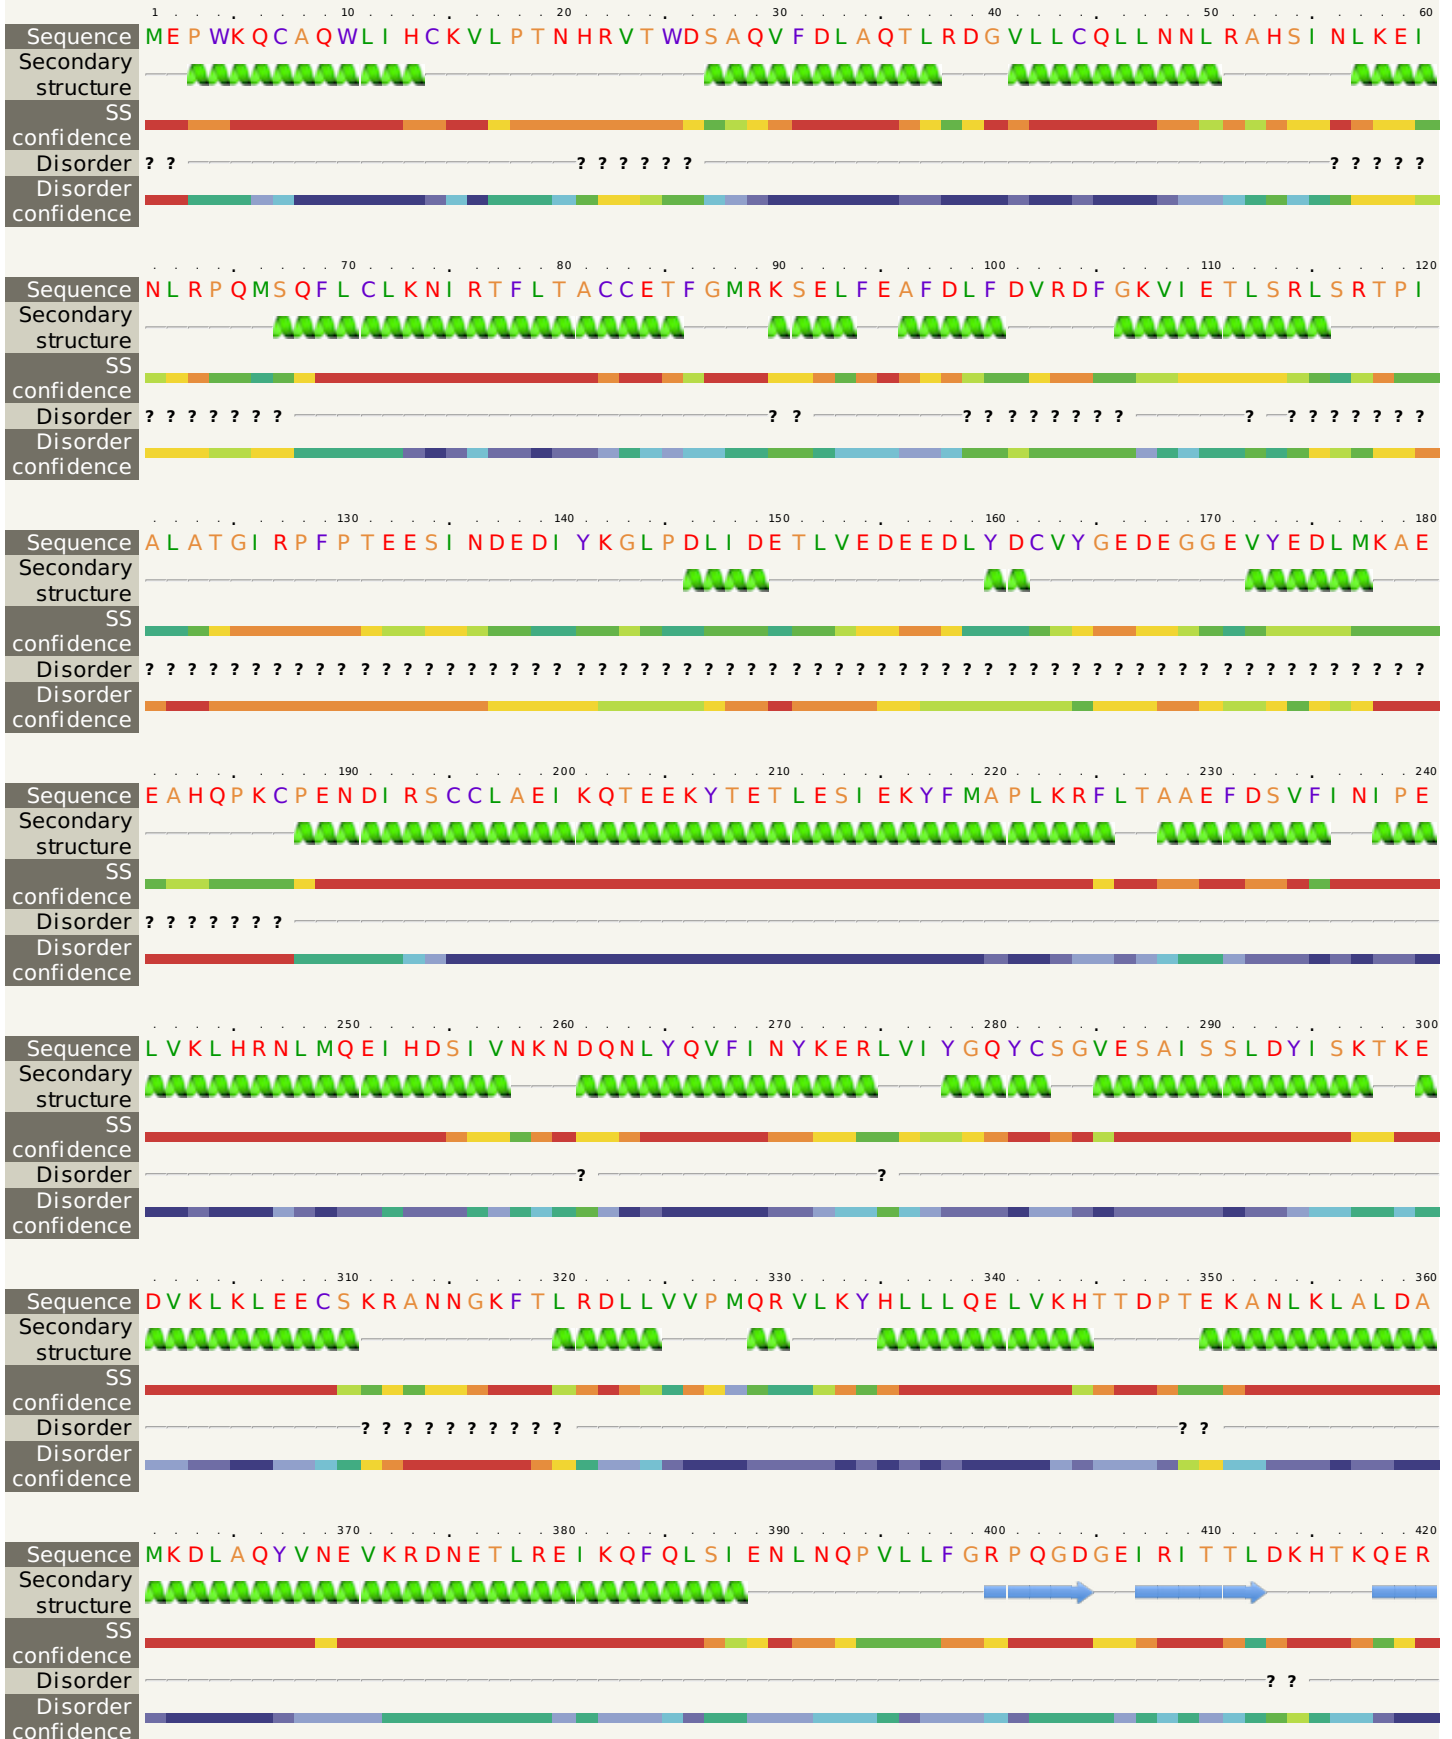 1 10 20 30 40 50 60
Sequence MEPWKQCAQWLIHCKVLPTNHRVTWDSAQVFDLAQTLRDGVLLCQLLNNLRAHSINLKEI
Secondary
structure
SS
confidence
Disorder ? ? ? ? ? ? ? ? ? ? ? ? ?
Disorder
confidence
70 80 90 100 110 120
Sequence NLRPQMSQFLCLKNIRTFLTACCETFGMRKSELFEAFDLFDVRDFGKVIETLSRLSRTPI
Secondary
structure
SS
confidence
Disorder ? ? ? ? ? ? ? ? ? ? ? ? ? ? ? ? ? ? ? ? ? ? ? ? ?
Disorder
confidence
130 140 150 160 170 180
Sequence ALATGIRPFPTEESINDEDIYKGLPDLIDETLVEDEEDLYDCVYGEDEGGEVYEDLMKAE
Secondary
structure
SS
confidence
Disorder ? ? ? ? ? ? ? ? ? ? ? ? ? ? ? ? ? ? ? ? ? ? ? ? ? ? ? ? ? ? ? ? ? ? ? ? ? ? ? ? ? ? ? ? ? ? ? ? ? ? ? ? ? ? ? ? ? ? ? ?
Disorder
confidence
190 200 210 220 230 240
Sequence EAHQPKCPENDIRSCCLAEIKQTEEKYTETLESIEKYFMAPLKRFLTAAEFDSVFINIPE
Secondary
structure
SS
confidence
Disorder ? ? ? ? ? ? ?
Disorder
confidence
250 260 270 280 290 300
Sequence LVKLHRNLMQEIHDSIVNKNDQNLYQVFINYKERLVIYGQYCSGVESAISSLDYISKTKE
Secondary
structure
SS
confidence
Disorder ? ?
Disorder
confidence
310 320 330 340 350 360
Sequence DVKLKLEECSKRANNGKFTLRDLLVVPMQRVLKYHLLLQELVKHTTDPTEKANLKLALDA
Secondary
structure
SS
confidence
Disorder ? ? ? ? ? ? ? ? ? ? ? ?
Disorder
confidence
370 380 390 400 410 420
Sequence MKDLAQYVNEVKRDNETLREIKQFQLSIENLNQPVLLFGRPQGDGEIRITTLDKHTKQER
Secondary
structure
SS
confidence
Disorder ? ?
Disorder
confidence